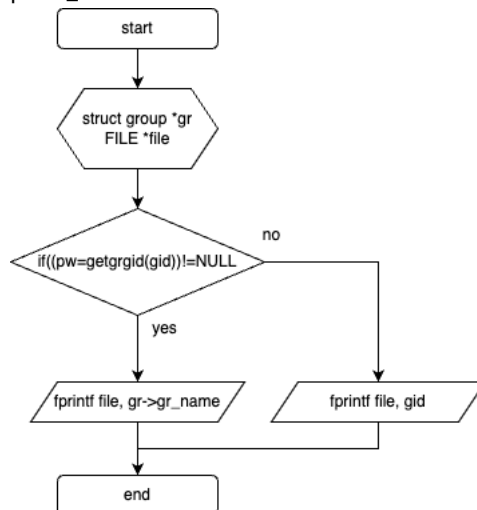 start
struct group *gr
FILE *file
if((pw=getgrgid(gid))!=NULL
no
yes
fprintf file, gr->gr_name
fprintf file, gid
end